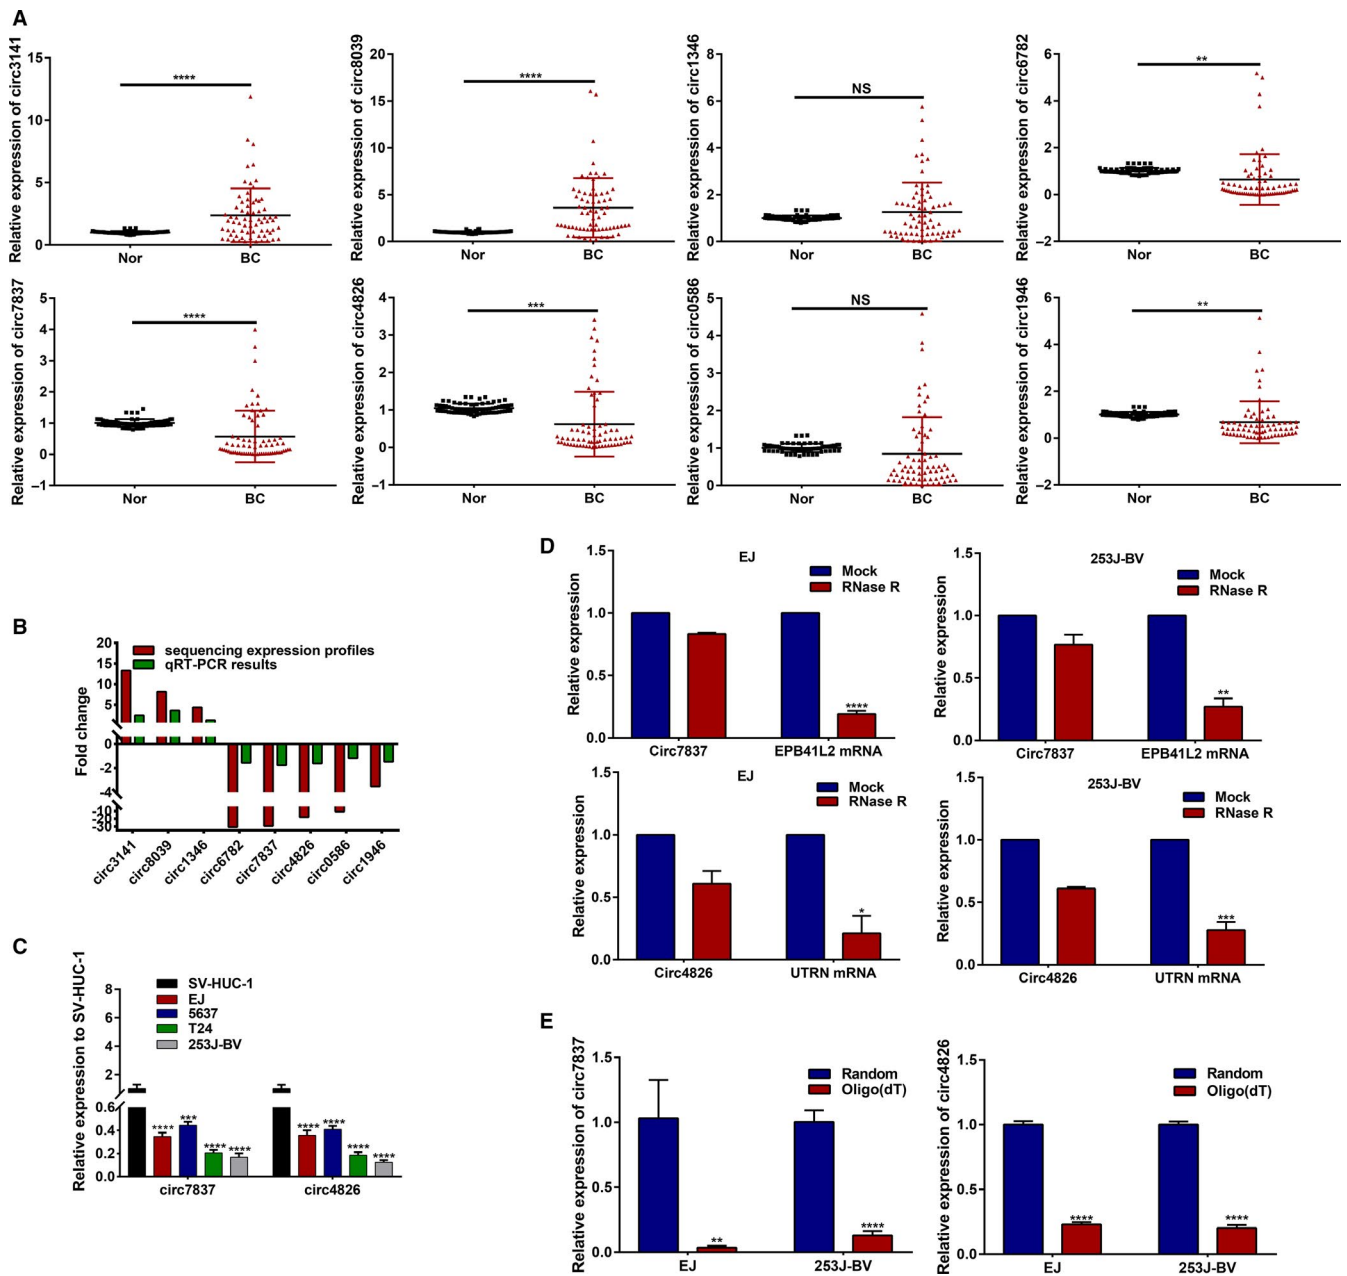 A
Relative expression of circ3141
15
10
5
0
****
Nor
BC
Relative expression of circ8039
20
15
10
5
0
****
Nor
BC
Relative expression of circ1346
8
6
4
2
0
NS
Nor
BC
Relative expression of circ6782
6
4
2
0
–2
**
Nor
BC
Relative expression of circ7837
5
4
3
2
1
0
–1
****
Nor
BC
Relative expression of circ4826
4
3
2
1
0
–1
***
Nor
BC
Relative expression of circ0586
5
4
3
2
1
0
NS
Nor
BC
Relative expression of circ1946
6
4
2
0
–2
**
Nor
BC
B
Fold change
20
15
10
5
0
-2
-4
-10
-20
-30
sequencing expression profiles
qRT-PCR results
circ3141
circ8039
circ1346
circ6782
circ7837
circ4826
circ0586
circ1946
C
Relative expression to SV-HUC-1
8
6
4
2
0.6
0.4
0.2
0.0
SV-HUC-1
EJ
5637
T24
253J-BV
**** *** **** ****
**** **** **** ****
circ7837
circ4826
D
EJ
Relative expression
1.5
1.0
0.5
0.0
Mock
RNase R
****
Circ7837
EPB41L2 mRNA
253J-BV
Relative expression
1.5
1.0
0.5
0.0
Mock
RNase R
**
Circ7837
EPB41L2 mRNA
EJ
Relative expression
1.5
1.0
0.5
0.0
Mock
RNase R
*
Circ4826
UTRN mRNA
253J-BV
Relative expression
1.5
1.0
0.5
0.0
Mock
RNase R
***
Circ4826
UTRN mRNA
E
Relative expression of circ7837
1.5
1.0
0.5
0.0
Random
Oligo(dT)
**
****
EJ
253J-BV
Relative expression of circ4826
1.5
1.0
0.5
0.0
Random
Oligo(dT)
****
****
EJ
253J-BV